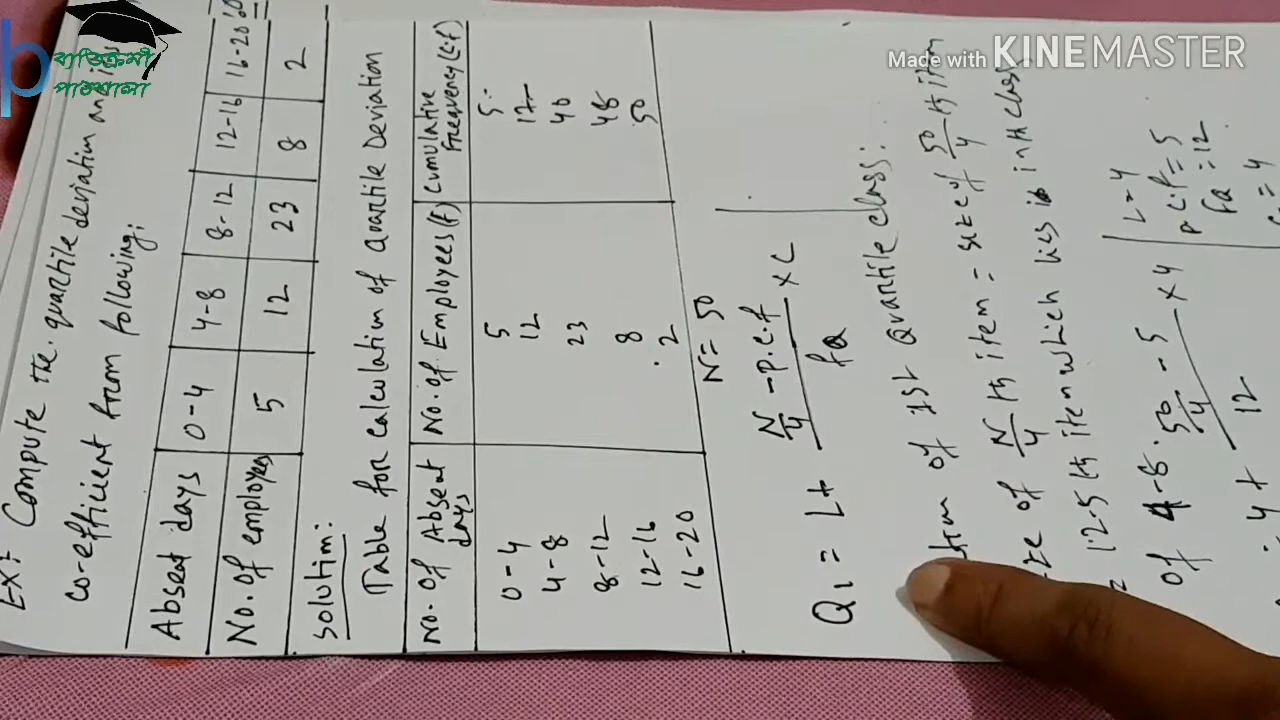 Ex: Compute the quartile deviation and its
co-efficient from following:
Absent days 0-4 4-8 8-12 12-16 16-20
No. of employees 5 12 23 8 2
Solution:
Table for calculation of Quartile Deviation
No. of Absent days No. of Employees (f) Cumulative Frequency (c.f)
0-4 5 5
4-8 12 17
8-12 23 40
12-16 8 48
16-20 2 50
N = 50
Q1 = L+ N/4 - p.c.f / fQ × C
of 1st Quartile class:
of N/4 th item = size of 50/4 th item
12.5 th item which lies in th class
of 4-8.
4 + 50/4 - 5 / 12 × 4
L = 4
p.c.f = 5
fQ = 12
= 4
ব্যতিক্রমী
পাঠশালা
Made with KINEMASTER